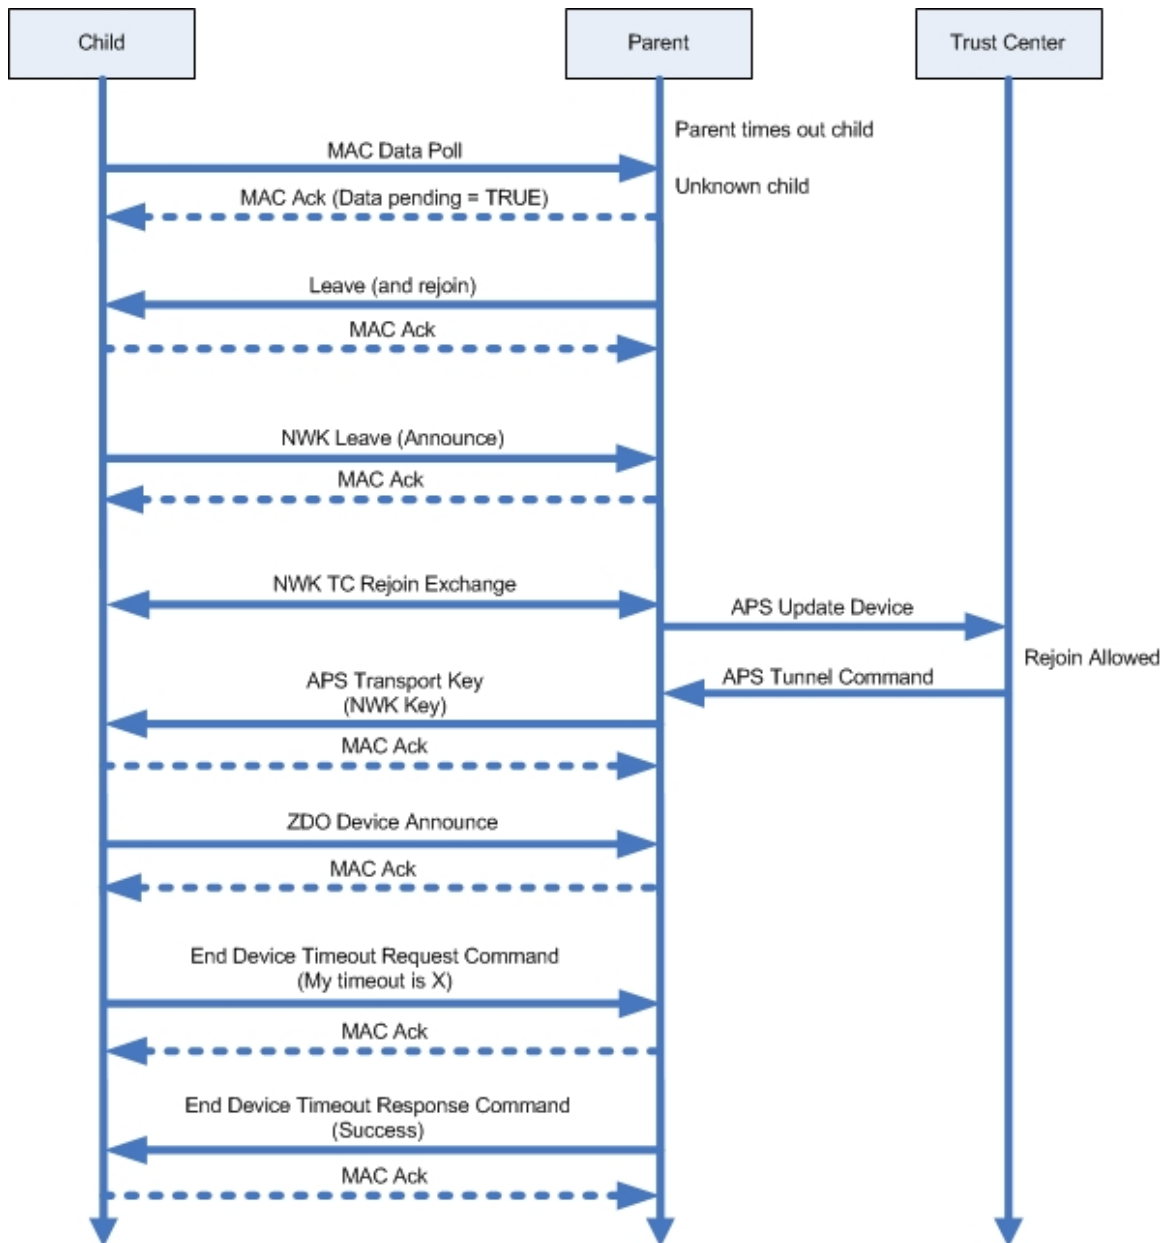 Child
Parent
Trust Center
Parent times out child
MAC Data Poll
Unknown child
MAC Ack (Data pending = TRUE)
Leave (and rejoin)
MAC Ack
NWK Leave (Announce)
MAC Ack
NWK TC Rejoin Exchange
APS Update Device
Rejoin Allowed
APS Tunnel Command
APS Transport Key
(NWK Key)
MAC Ack
ZDO Device Announce
MAC Ack
End Device Timeout Request Command
(My timeout is X)
MAC Ack
End Device Timeout Response Command
(Success)
MAC Ack